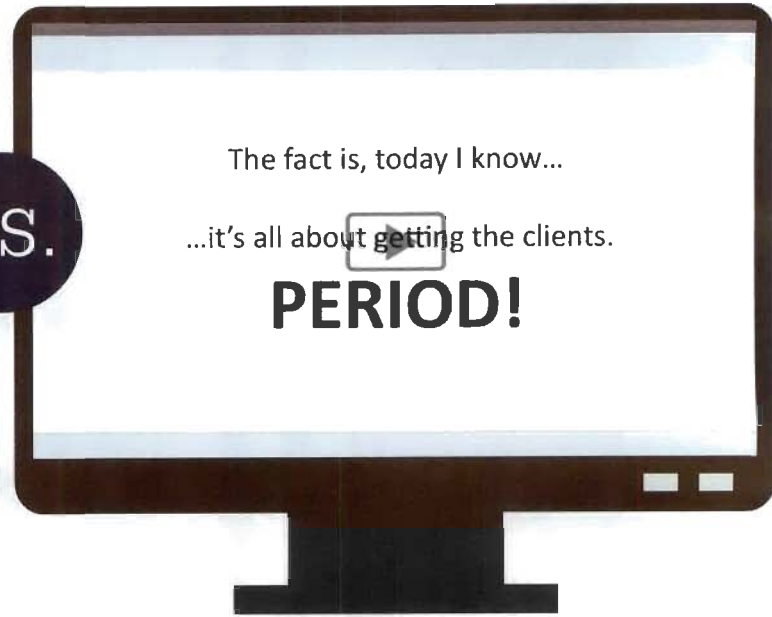 S.
The fact is, today I know...
...it's all about getting the clients.
PERIOD!